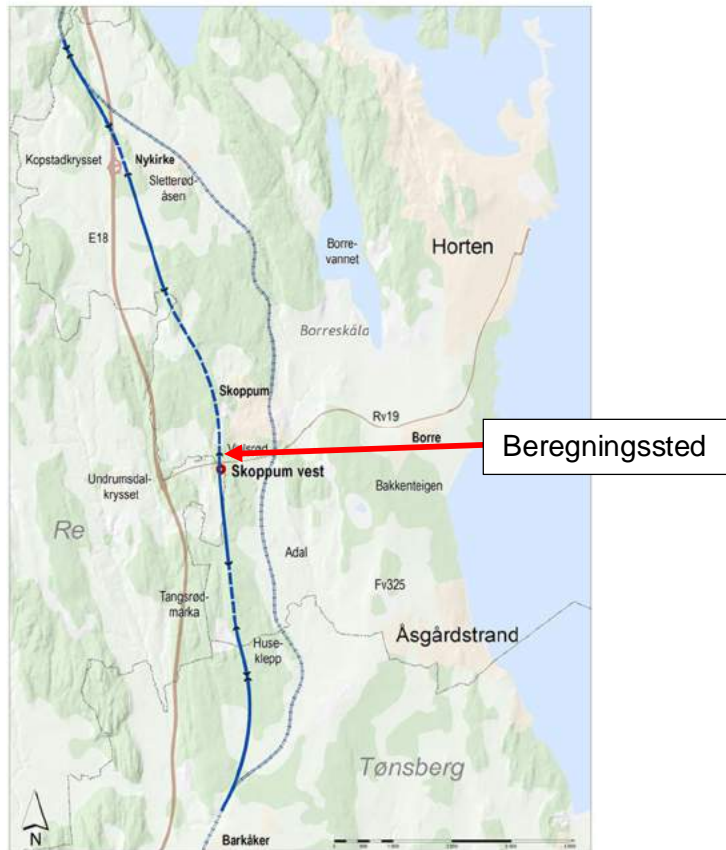 Kopstadkrysset
Nykirke
Sletterød-
åsen
E18
Borre-
vannet
Horten
Borreskåla
Skoppum
Rv19
Borre
Beregningssted
Skoppum vest
Undrumsdal-
krysset
Bakkenteigen
Re
Adal
Fv325
Tangsrød-
marka
Åsgårdstrand
Huse-
klepp
Tønsberg
N
Barkåker